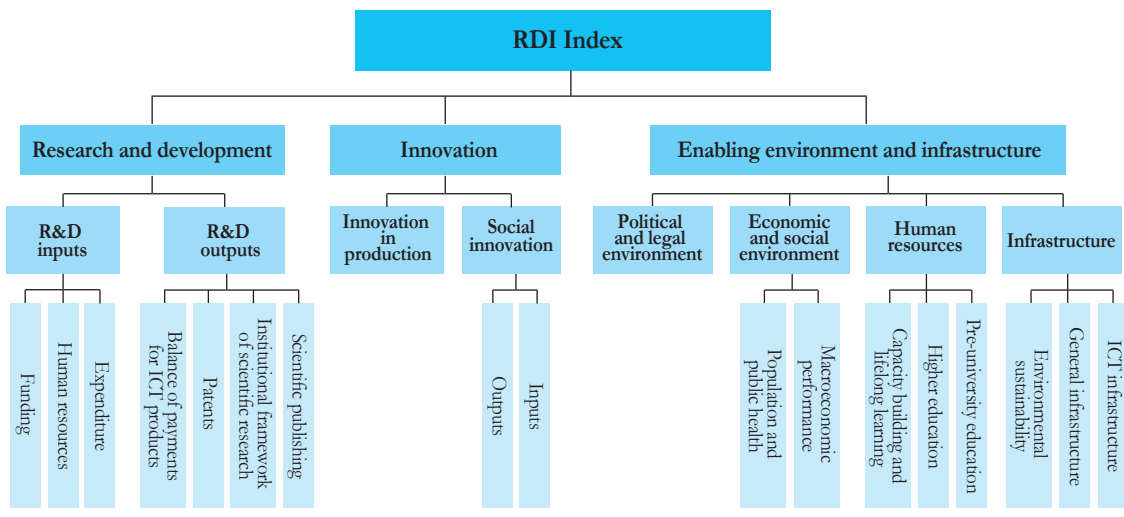 RDI Index
Research and development
Innovation
Enabling environment and infrastructure
R&D
inputs
R&D
outputs
Innovation
in
production
Social
innovation
Political
and legal
environment
Economic
and social
environment
Human
resources
Infrastructure
Funding
Human resources
Expenditure
Balance of payments
for ICT products
Patents
Institutional framework
of scientific research
Scientific publishing
Outputs
Inputs
Population and
public health
Macroeconomic
performance
Capacity building and
lifelong learning
Higher education
Pre-university education
Environmental
sustainability
General infrastructure
ICT infrastructure